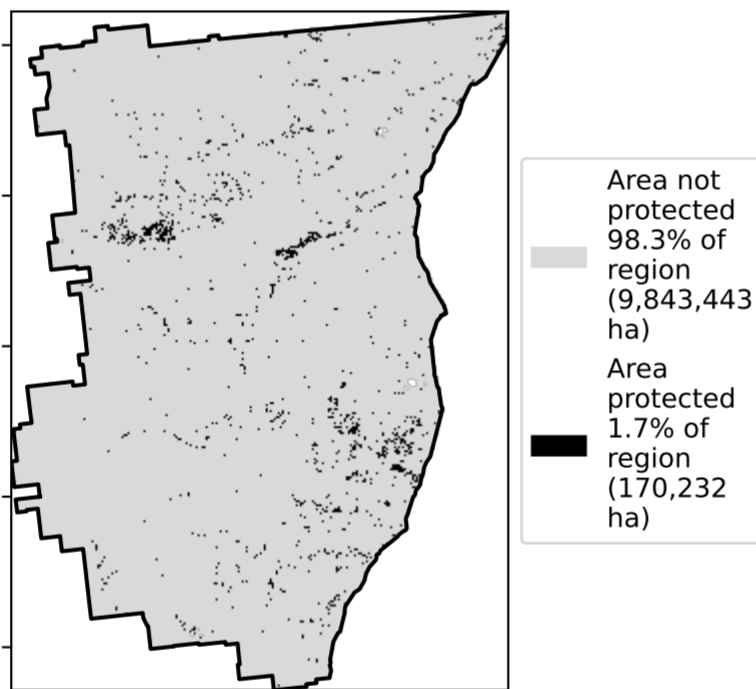 Area not
protected
98.3% of
region
(9,843,443
ha)
Area
protected
1.7% of
region
(170,232
ha)